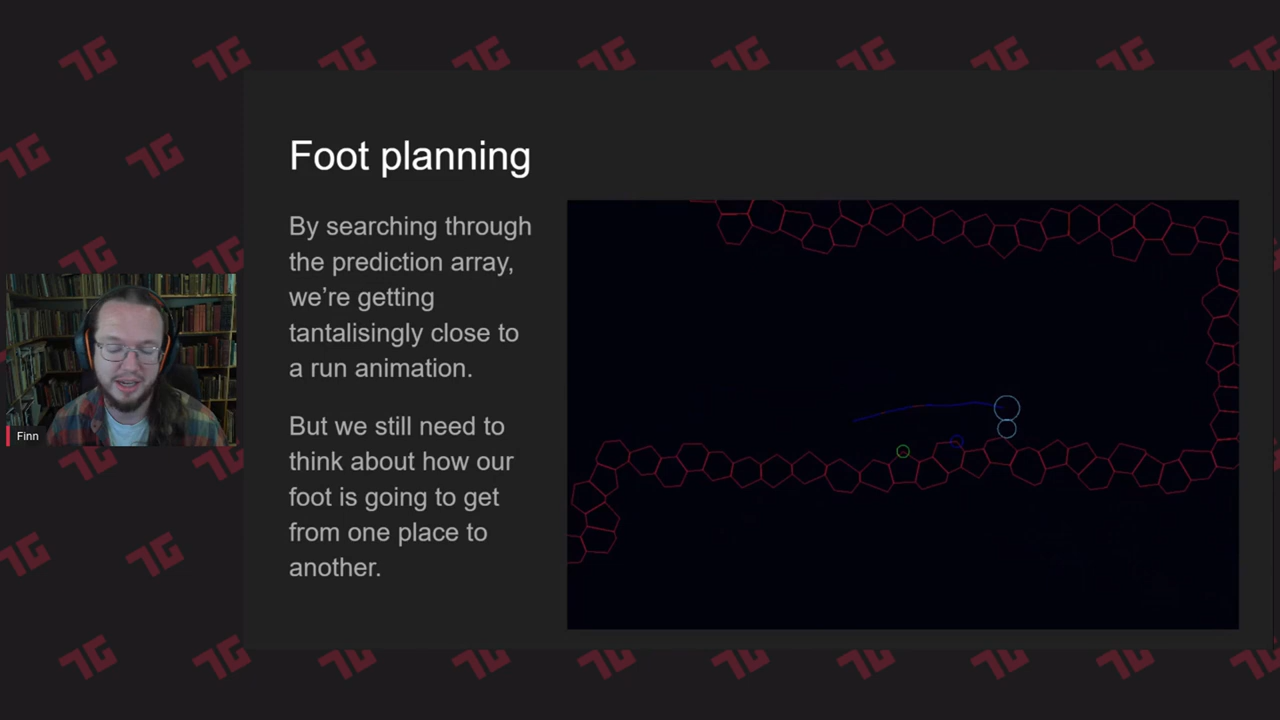 Foot planning
By searching through
the prediction array,
we’re getting
tantalisingly close to
a run animation.
But we still need to
think about how our
foot is going to get
from one place to
another.
Finn